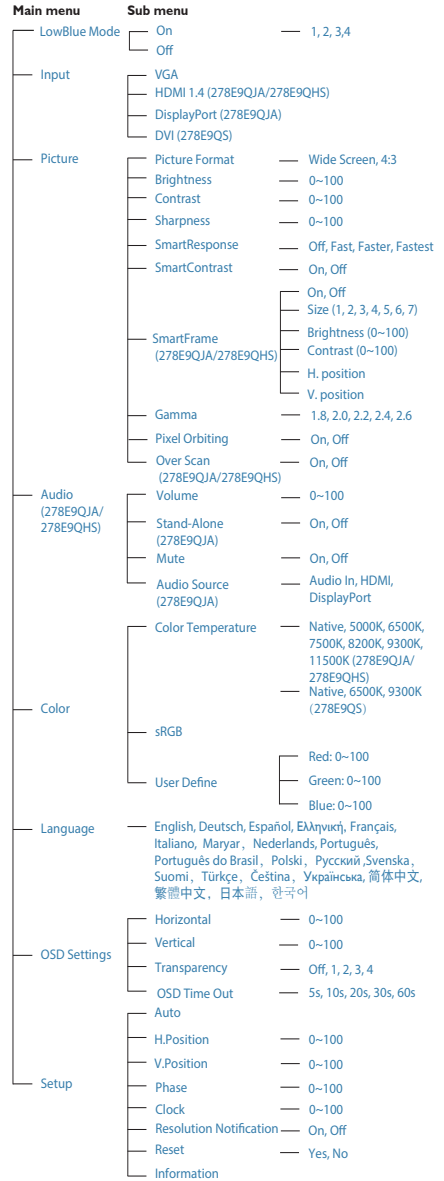 Main menu Sub menu
LowBlue Mode On 1, 2, 3,4
Off
Input VGA
HDMI 1.4 (278E9QJA/278E9QHS)
DisplayPort (278E9QJA)
DVI (278E9QS)
Picture Picture Format Wide Screen, 4:3
Brightness 0~100
Contrast 0~100
Sharpness 0~100
SmartResponse Off, Fast, Faster, Fastest
SmartContrast On, Off
SmartFrame
(278E9QJA/278E9QHS)
On, Off
Size (1, 2, 3, 4, 5, 6, 7)
Brightness (0~100)
Contrast (0~100)
H. position
V. position
Gamma 1.8, 2.0, 2.2, 2.4, 2.6
Pixel Orbiting On, Off
Over Scan On, Off
(278E9QJA/278E9QHS)
Audio
(278E9QJA/
278E9QHS)
Volume 0~100
Stand-Alone On, Off
(278E9QJA)
Mute On, Off
Audio Source
(278E9QJA)
Audio In, HDMI,
DisplayPort
Color
Color Temperature Native, 5000K, 6500K,
7500K, 8200K, 9300K,
11500K (278E9QJA/
278E9QHS)
Native, 6500K, 9300K
(278E9QS)
sRGB
User Define
Red: 0~100
Green: 0~100
Blue: 0~100
Language English, Deutsch, Español, Ελληνική, Français,
Italiano, Maryar, Nederlands, Português,
Português do Brasil, Polski, Русский ,Svenska,
Suomi, Türkçe, Čeština, Українська, 简体中文,
繁體中文, 日本語, 한국어
OSD Settings
Horizontal 0~100
Vertical 0~100
Transparency Off, 1, 2, 3, 4
OSD Time Out 5s, 10s, 20s, 30s, 60s
Setup
Auto
H.Position 0~100
V.Position 0~100
Phase 0~100
Clock 0~100
Resolution Notification On, Off
Reset Yes, No
Information